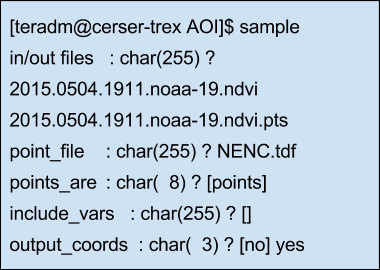 [teradm@cerser-trex AOI]$ sample
in/out files : char(255) ?
2015.0504.1911.noaa-19.ndvi
2015.0504.1911.noaa-19.ndvi.pts
point_file : char(255) ? NENC.tdf
points_are : char( 8) ? [points]
include_vars : char(255) ? []
output_coords : char( 3) ? [no] yes